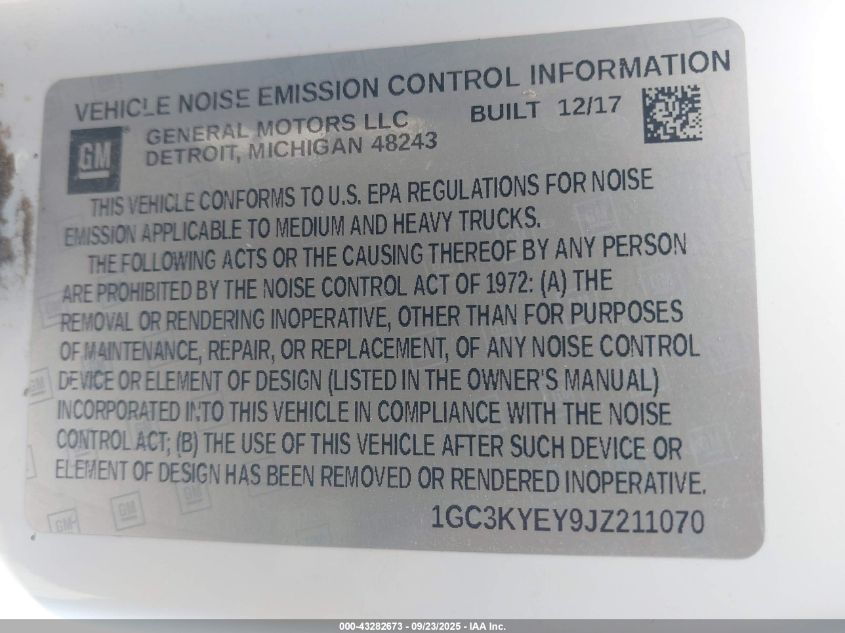 VEHICLE NOISE EMISSION CONTROL INFORMATION
GM®
GENERAL MOTORS LLC
DETROIT, MICHIGAN 48243
BUILT 12/17
THIS VEHICLE CONFORMS TO U.S. EPA REGULATIONS FOR NOISE
EMISSION APPLICABLE TO MEDIUM AND HEAVY TRUCKS.
THE FOLLOWING ACTS OR THE CAUSING THEREOF BY ANY PERSON
ARE PROHIBITED BY THE NOISE CONTROL ACT OF 1972: (A) THE
REMOVAL OR RENDERING INOPERATIVE, OTHER THAN FOR PURPOSES
OF MAINTENANCE, REPAIR, OR REPLACEMENT, OF ANY NOISE CONTROL
DEVICE OR ELEMENT OF DESIGN (LISTED IN THE OWNER'S MANUAL)
INCORPORATED INTO THIS VEHICLE IN COMPLIANCE WITH THE NOISE
CONTROL ACT; (B) THE USE OF THIS VEHICLE AFTER SUCH DEVICE OR
ELEMENT OF DESIGN HAS BEEN REMOVED OR RENDERED INOPERATIVE.
1GC3KYEY9JZ211070
000-43282673 - 09/23/2025 - IAA Inc.